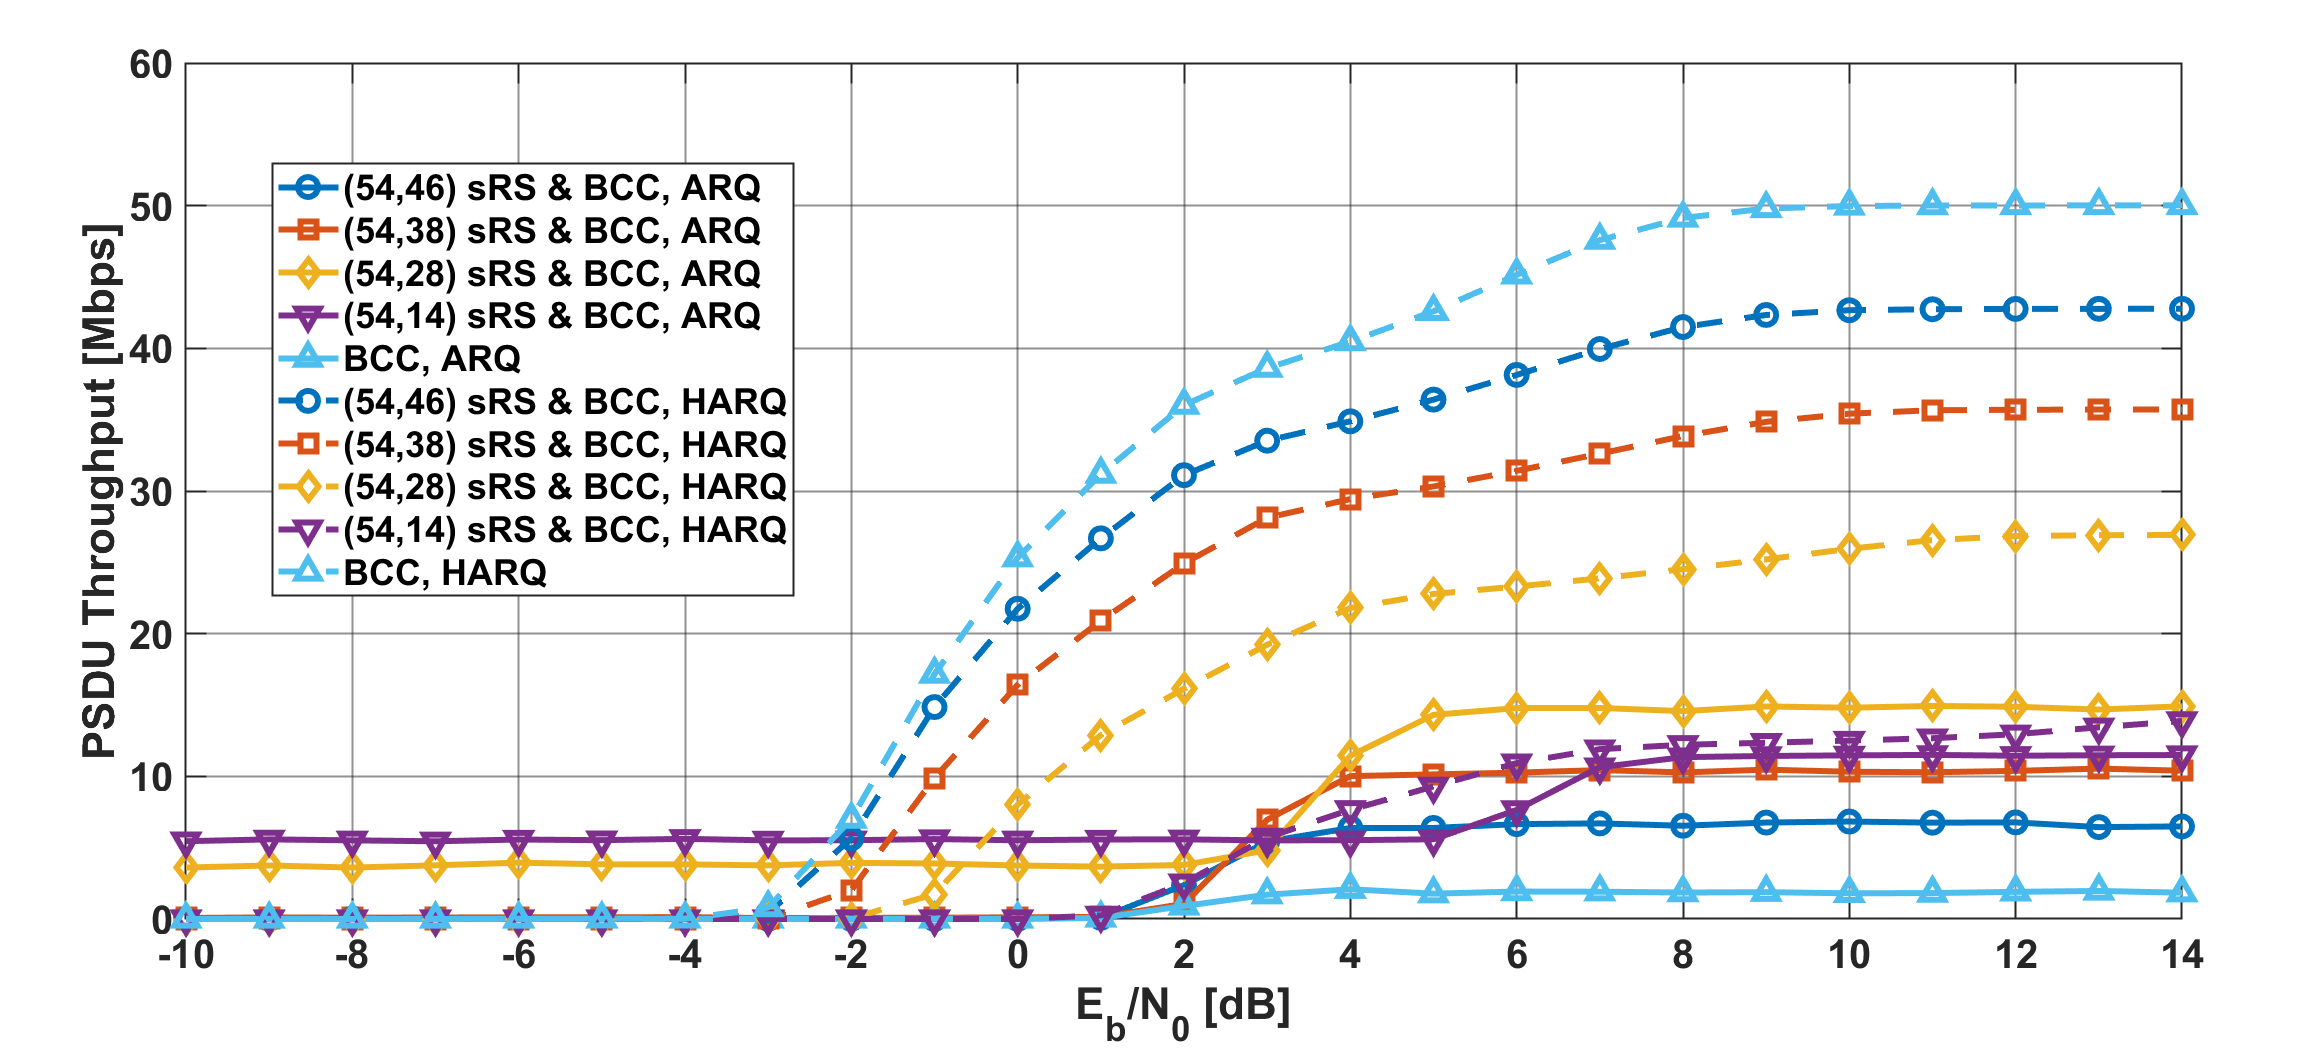 60
50
40
30
20
10
0
PSDU Throughput [Mbps]
(54,46) sRS & BCC, ARQ
(54,38) sRS & BCC, ARQ
(54,28) sRS & BCC, ARQ
(54,14) sRS & BCC, ARQ
BCC, ARQ
(54,46) sRS & BCC, HARQ
(54,38) sRS & BCC, HARQ
(54,28) sRS & BCC, HARQ
(54,14) sRS & BCC, HARQ
BCC, HARQ
-10 -8 -6 -4 -2 0 2 4 6 8 10 12 14
E_b/N_0 [dB]